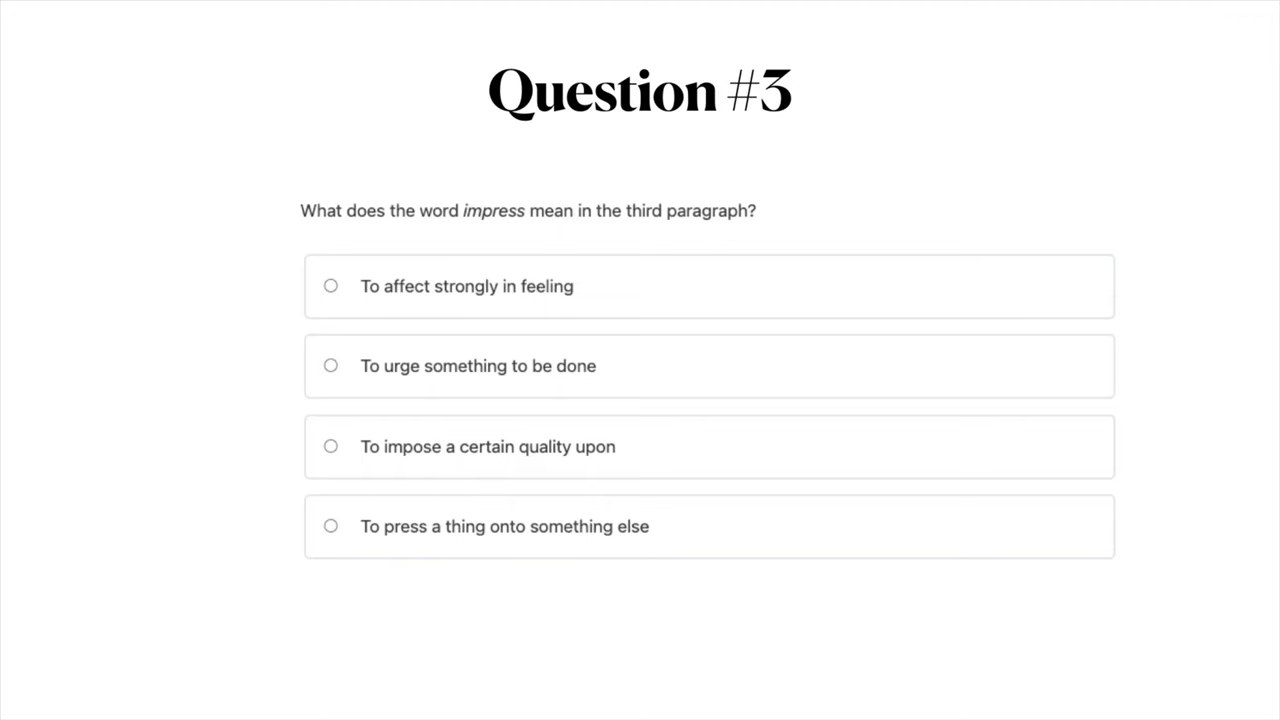 Question #3
What does the word impress mean in the third paragraph?
To affect strongly in feeling
To urge something to be done
To impose a certain quality upon
To press a thing onto something else